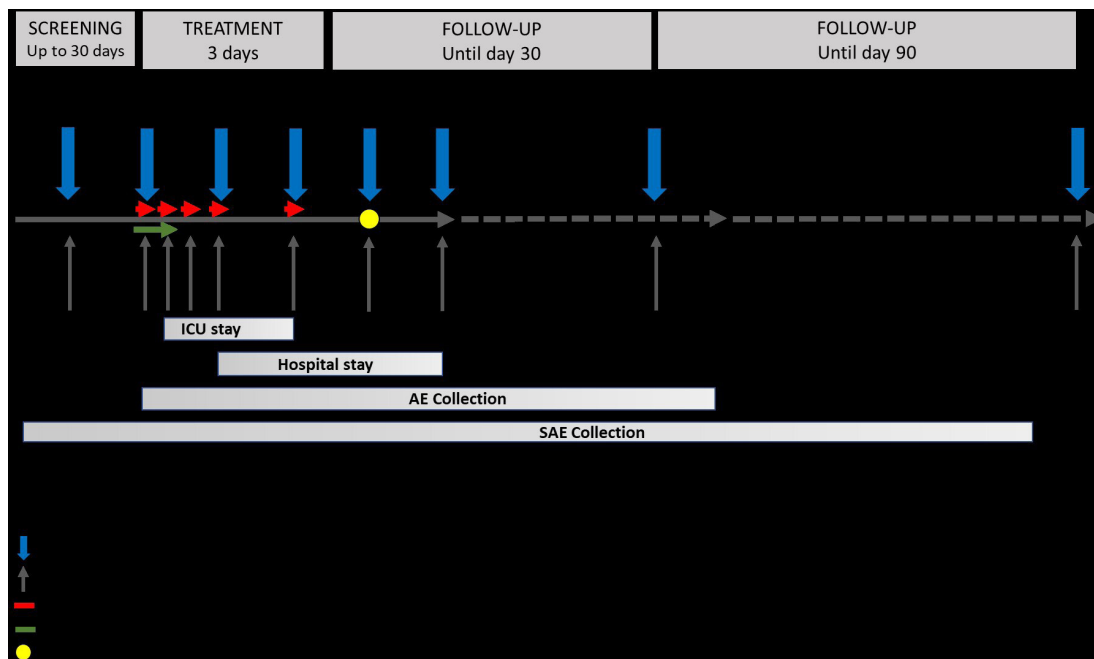 SCREENING
Up to 30 days
TREATMENT
3 days
FOLLOW-UP
Until day 30
FOLLOW-UP
Until day 90
ICU stay
Hospital stay
AE Collection
SAE Collection